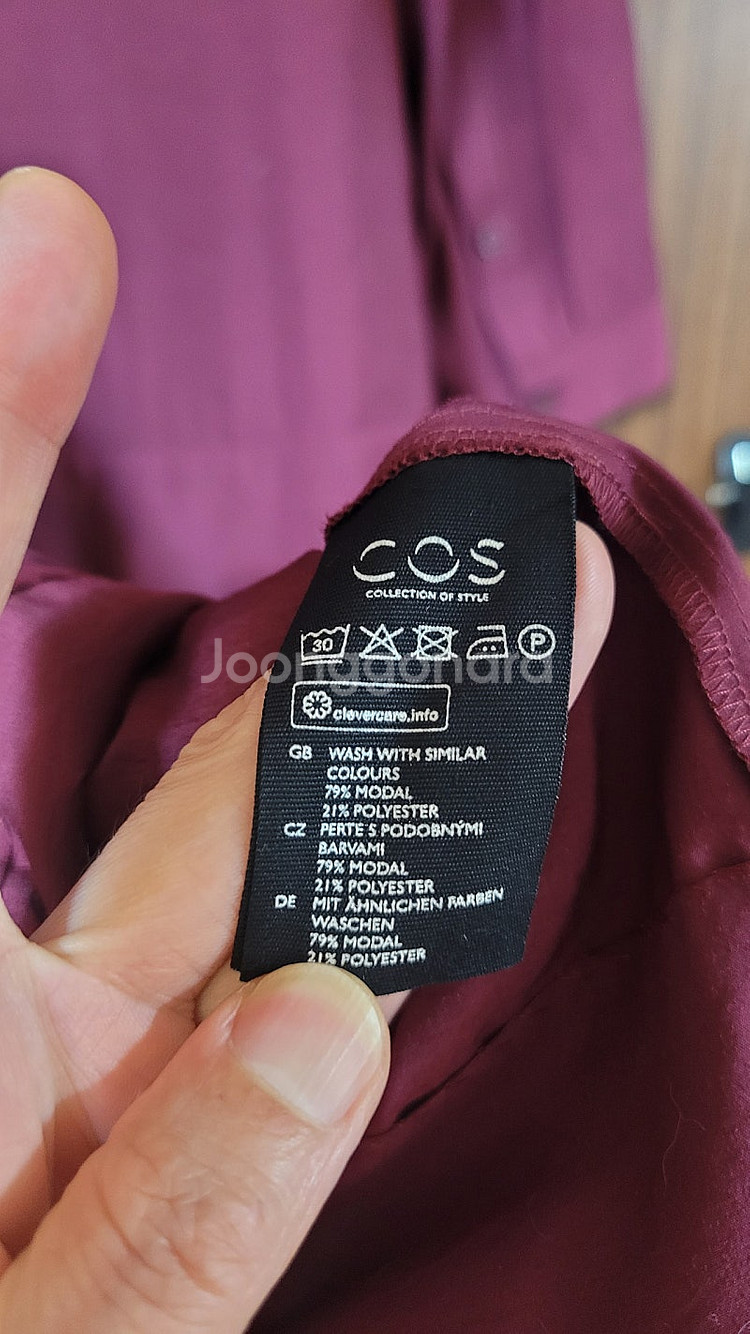 COS
COLLECTION OF STYLE
30
P
Joonggonara
clevercare.info
GB WASH WITH SIMILAR
COLOURS
79% MODAL
21% POLYESTER
CZ PERTE S PODOBNÝMI
BARVAMI
79% MODAL
21% POLYESTER
DE MIT ÄHNLICHEN FARBEN
WASCHEN
79% MODAL
21% POLYESTER